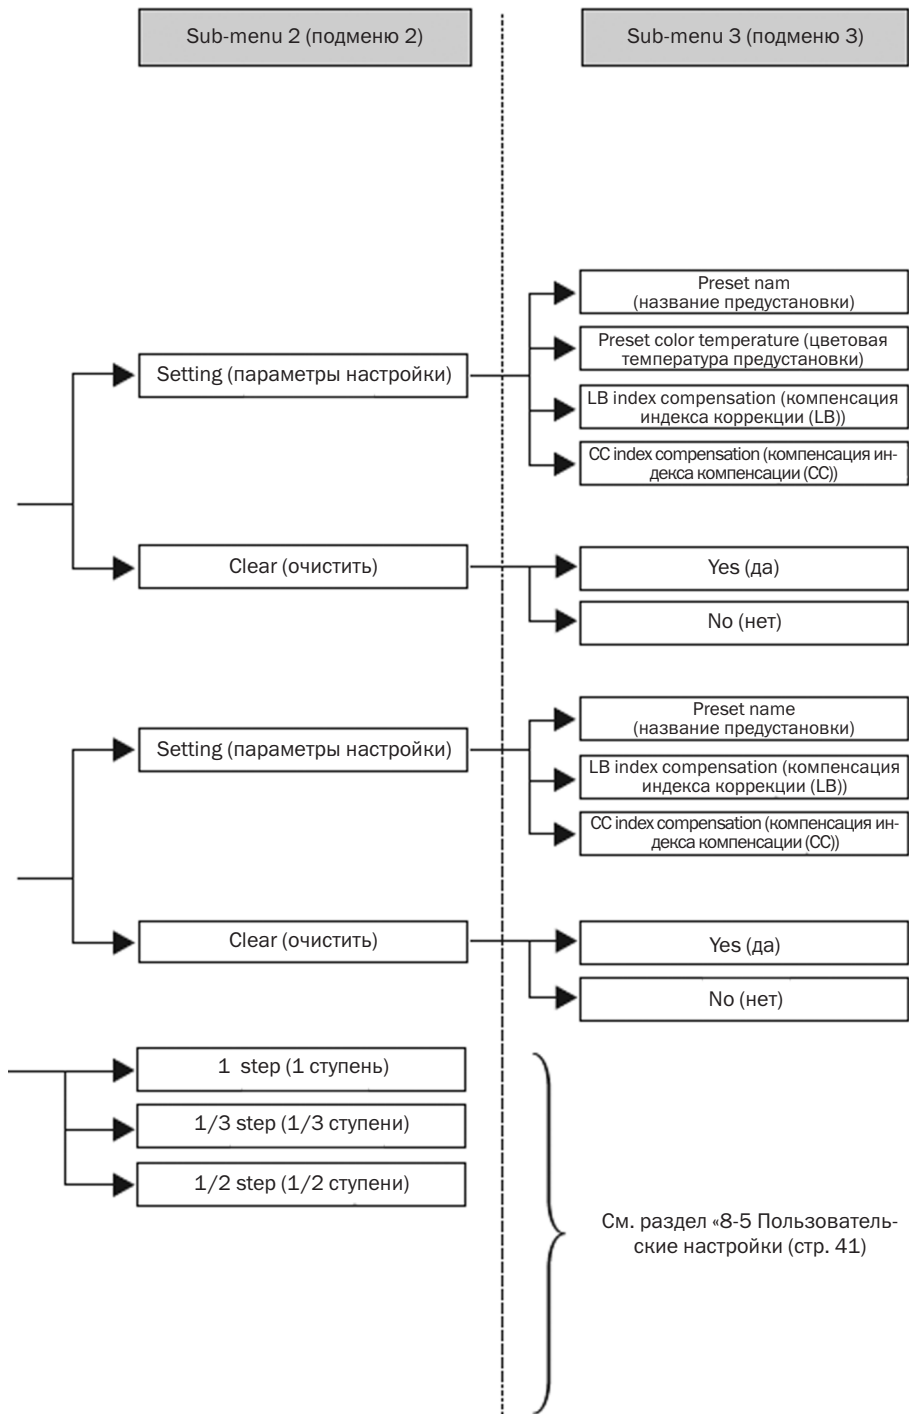 Sub-menu 2 (подменю 2)
Sub-menu 3 (подменю 3)
Setting (параметры настройки)
Preset nam
(название предустановки)
Preset color temperature (цветовая
температура предустановки)
LB index compensation (компенсация
индекса коррекции (LB))
CC index compensation (компенсация ин-
декса компенсации (CC))
Clear (очистить)
Yes (да)
No (нет)
Setting (параметры настройки)
Preset name
(название предустановки)
LB index compensation (компенсация
индекса коррекции (LB))
CC index compensation (компенсация ин-
декса компенсации (CC))
Clear (очистить)
Yes (да)
No (нет)
1 step (1 ступень)
1/3 step (1/3 ступени)
1/2 step (1/2 ступени)
См. раздел «8-5 Пользователь-
ские настройки (стр. 41)